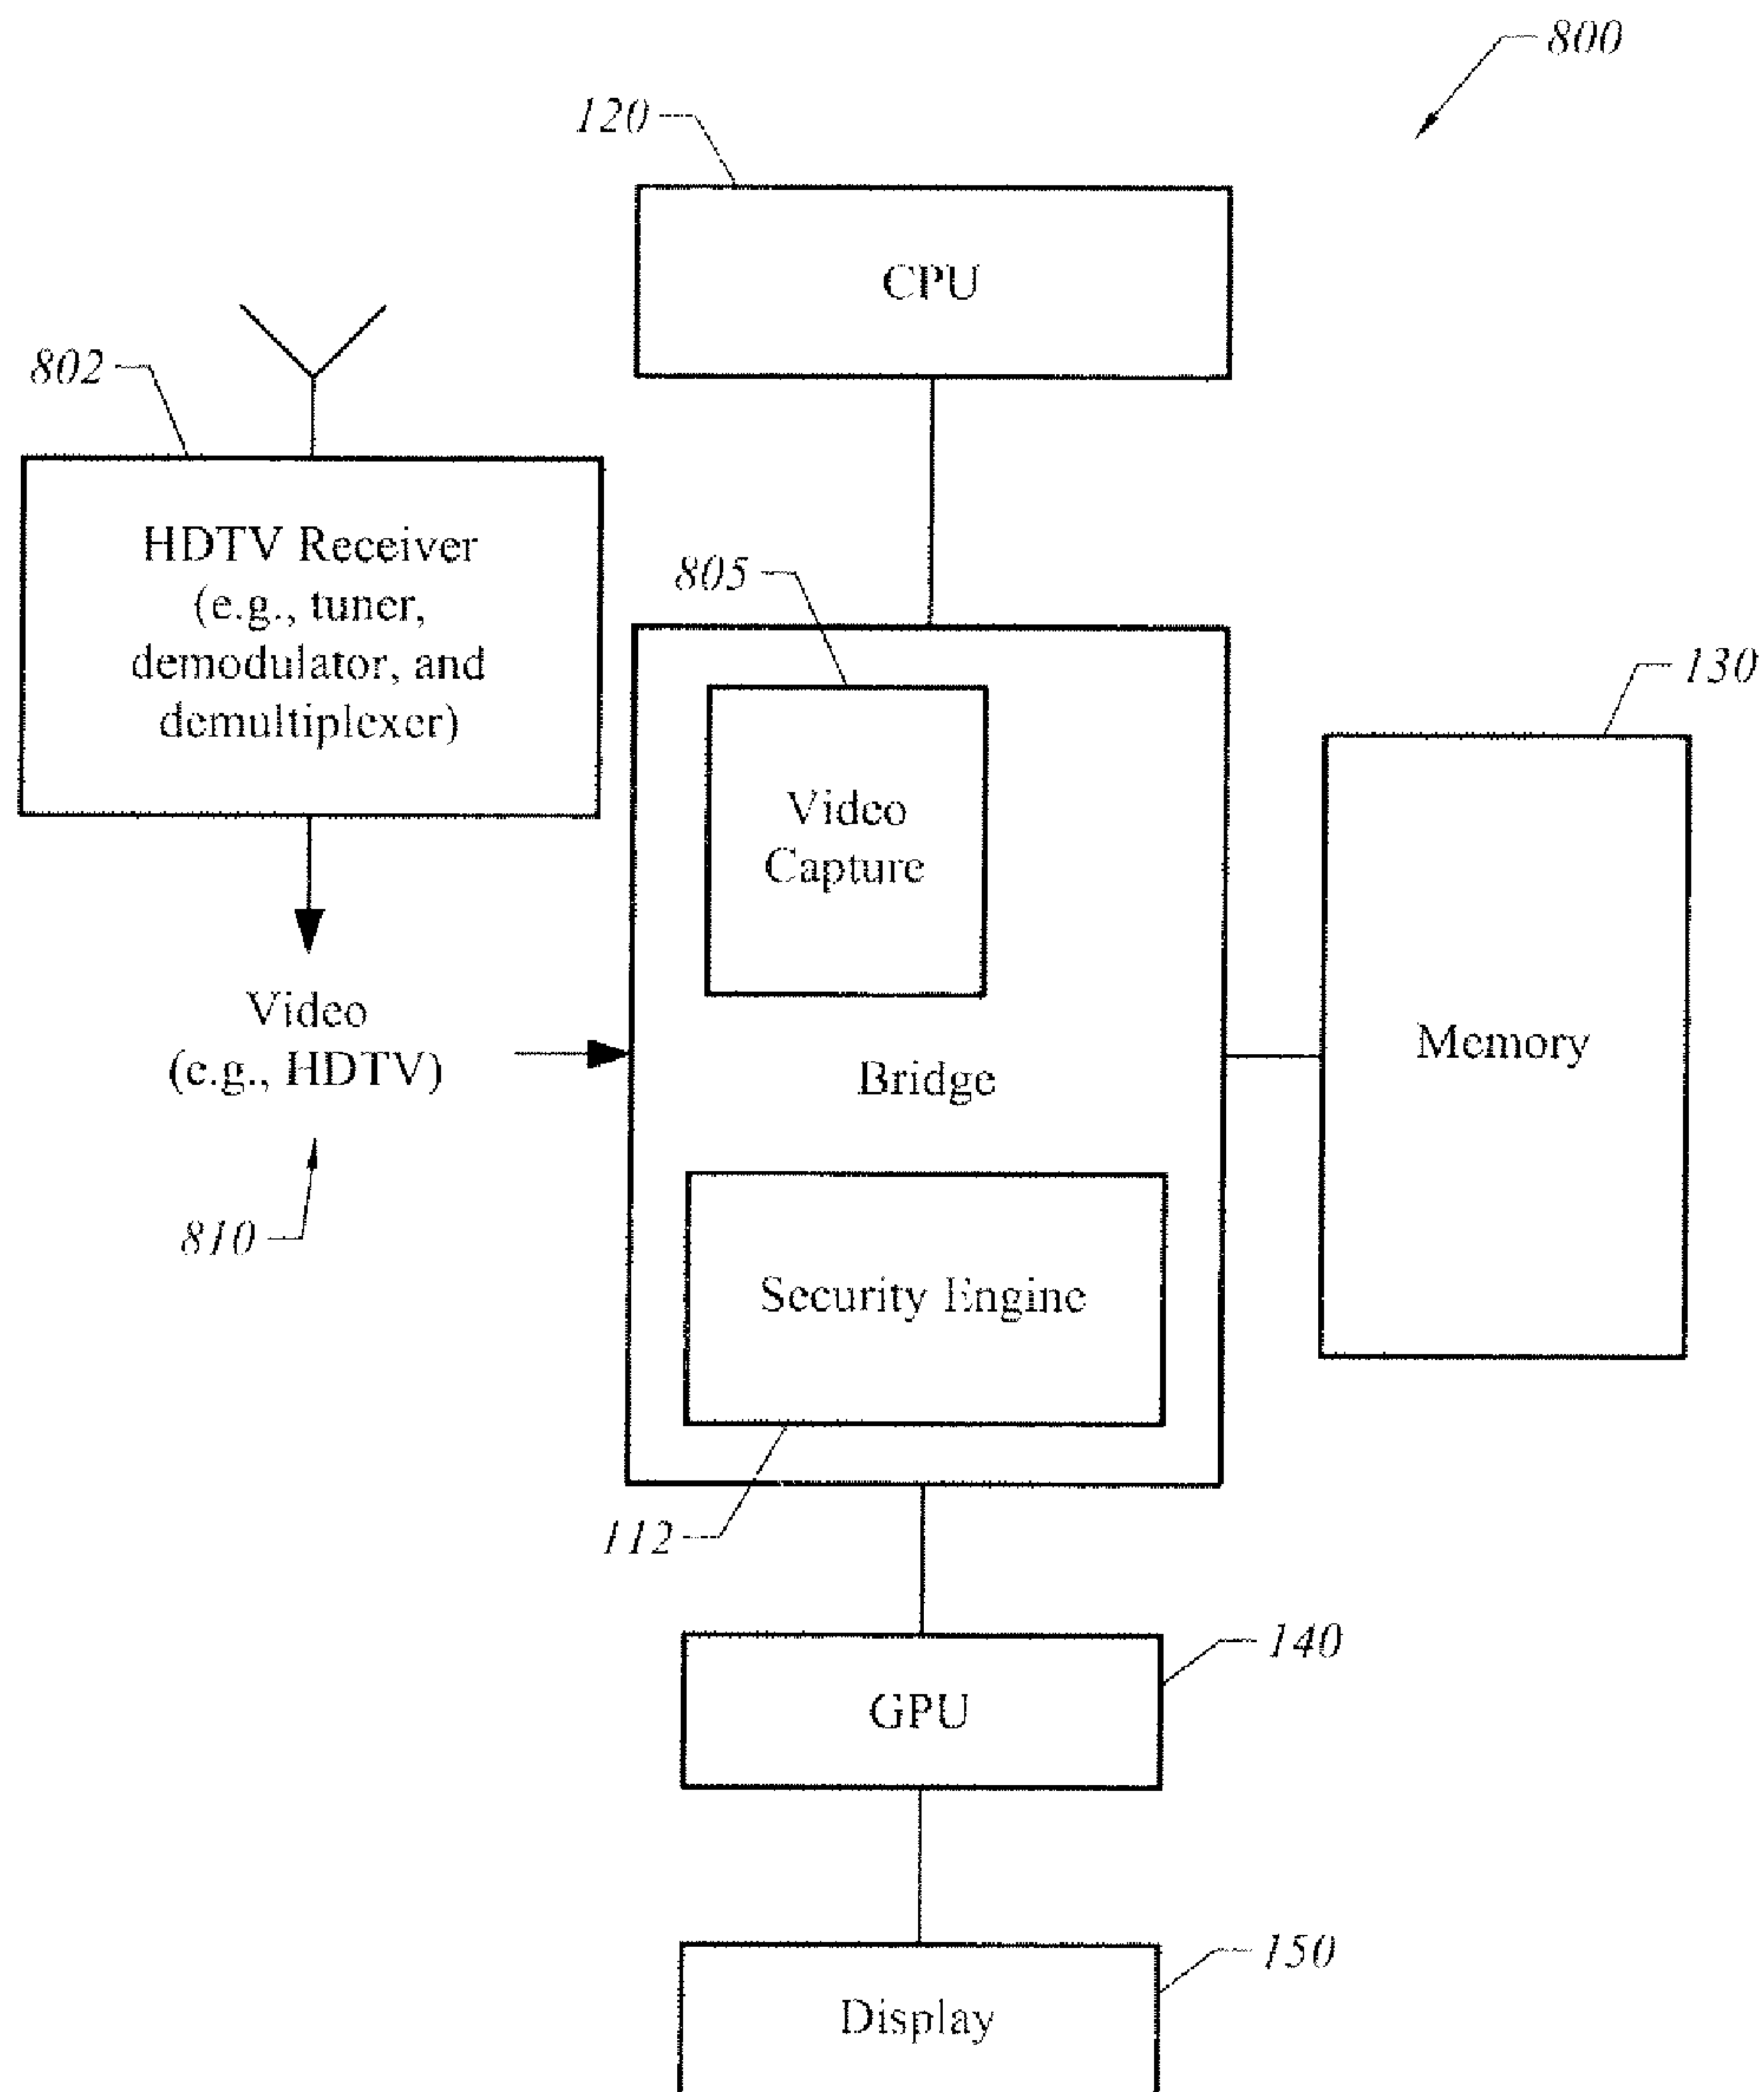 800
120
CPU
802
HDTV Receiver
(e.g., tuner,
demodulator, and
demultiplexer)
805
130
Video
Capture
Video
(e.g., HDTV)
Bridge
Memory
810
Security Engine
112
140
GPU
150
Display